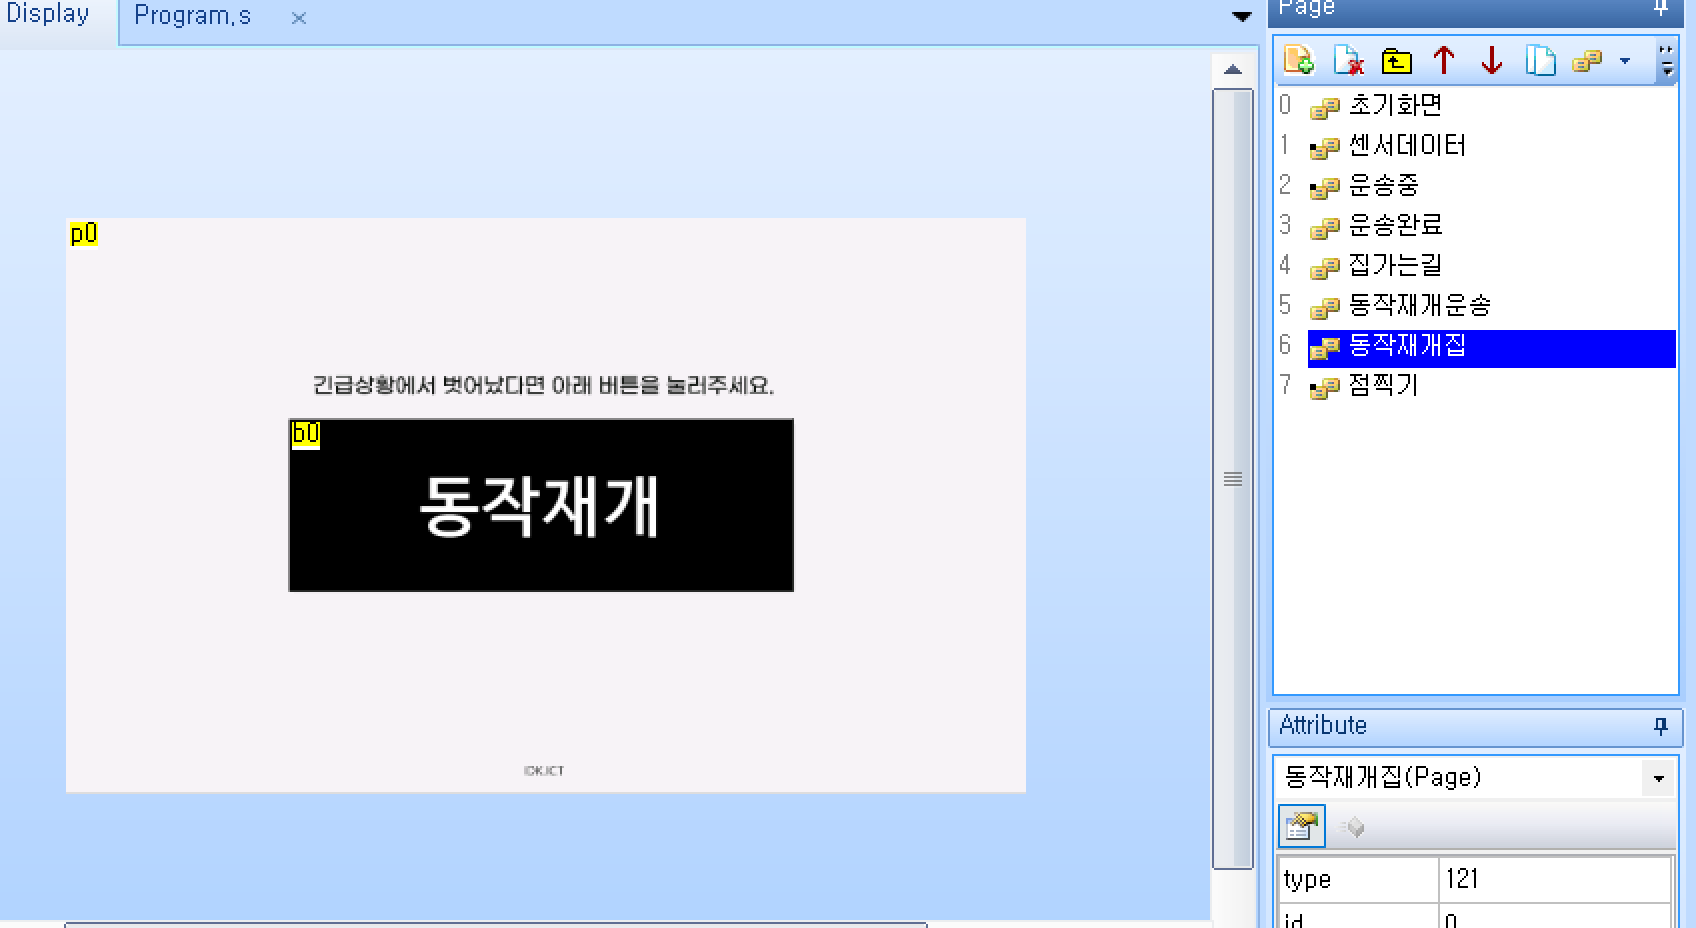 Display
Program.s
Page
0 초기화면
1 센서데이터
2 운송중
3 운송완료
4 집가는길
5 동작재개운송
6 동작재개집
7 점찍기
p0
긴급상황에서 벗어났다면 아래 버튼을 눌러주세요.
b0
동작재개
IDK.ICT
Attribute
동작재개집(Page)
type 121
id 0